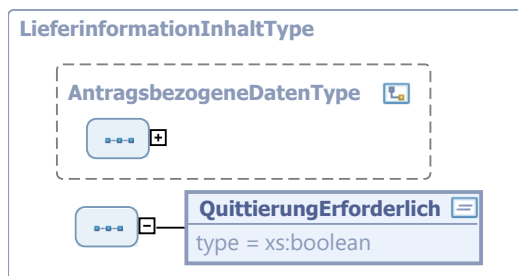 LieferinformationInhaltType
AntragsbezogeneDatenType
QuittierungErforderlich
type = xs:boolean